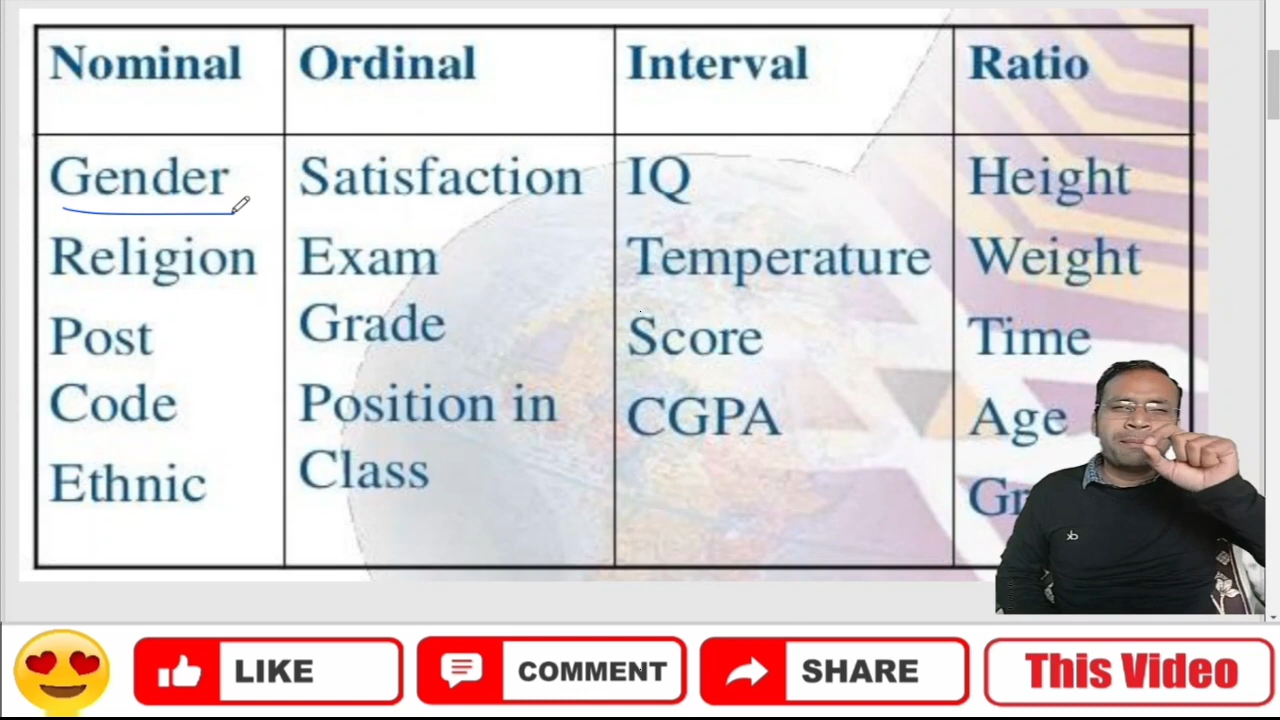 Nominal Ordinal Interval Ratio
Gender Satisfaction IQ Height
Religion Exam Temperature Weight
Post Grade Score Time
Code Position in CGPA Age
Ethnic Class
LIKE COMMENT SHARE This Video